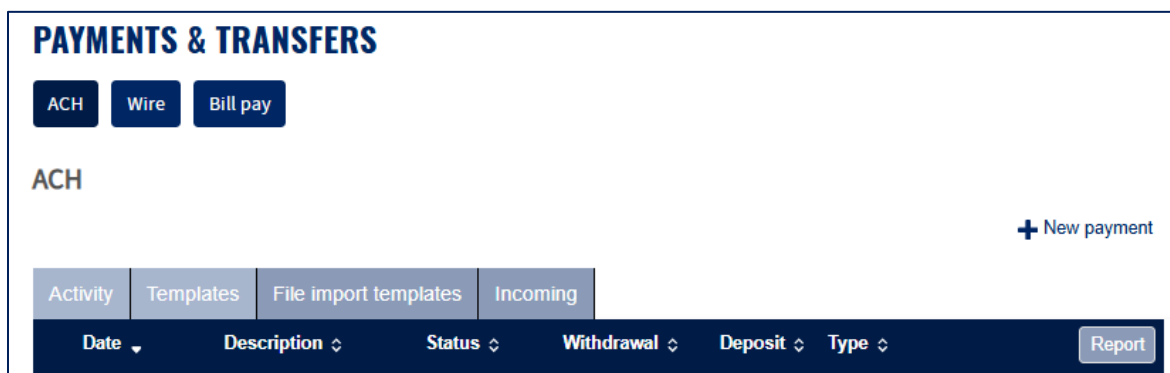 PAYMENTS & TRANSFERS
ACH Wire Bill pay
ACH
New payment
Activity Templates File import templates Incoming
Date Description Status Withdrawal Deposit Type Report